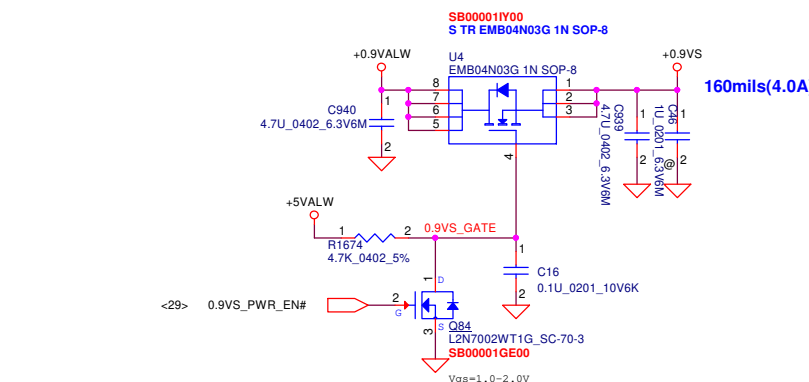 SB00001IY00
S TR EMB04N03G 1N SOP-8
+0.9VALW
U4
EMB04N03G 1N SOP-8
+0.9VS
160mils(4.0A
8
7
6
5
1
2
3
4
1
C940
4.7U_0402_6.3V6M
2
1
C939
4.7U_0402_6.3V6M
2
1
C46
1U_0201_6.3V6M
@
2
+5VALW
1
2
R1674
4.7K_0402_5%
0.9VS_GATE
1
C16
0.1U_0201_10V6K
2
<29>
0.9VS_PWR_EN#
1
D
2
G
3
S
Q84
L2N7002WT1G_SC-70-3
SB00001GE00
Vgs=1.0-2.0V